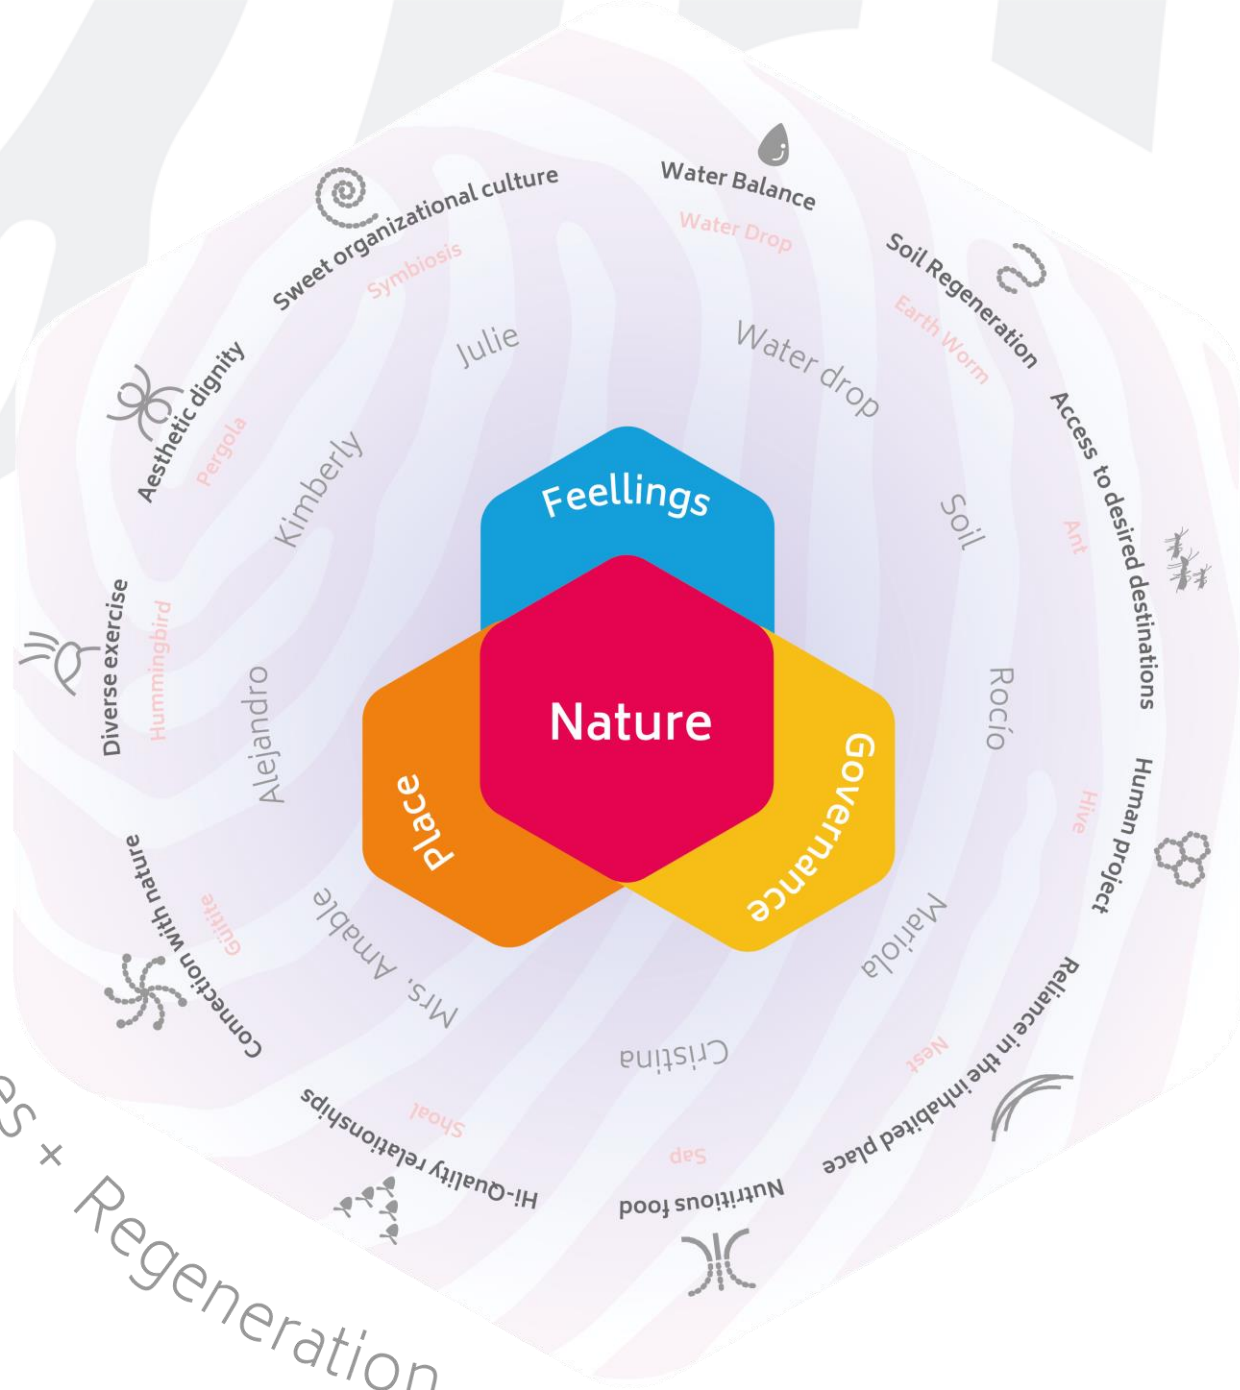 Water Balance
Water Drop
Soil Regeneration
Earth Worm
Access to desired destinations
Ant
Human project
Hive
Reliance in the inhabited place
Nest
Nutritious food
Sap
Hi-Quality relationships
Shoal
Connection with nature
Güitite
Diverse exercise
Hummingbird
Aesthetic dignity
Pergola
Sweet organizational culture
Symbiosis
Julie
Water drop
Soil
Rocío
Mariola
Cristina
Mrs. Amable
Alejandro
Kimberly
Feellings
Nature
Place
Governance
es + Regeneration